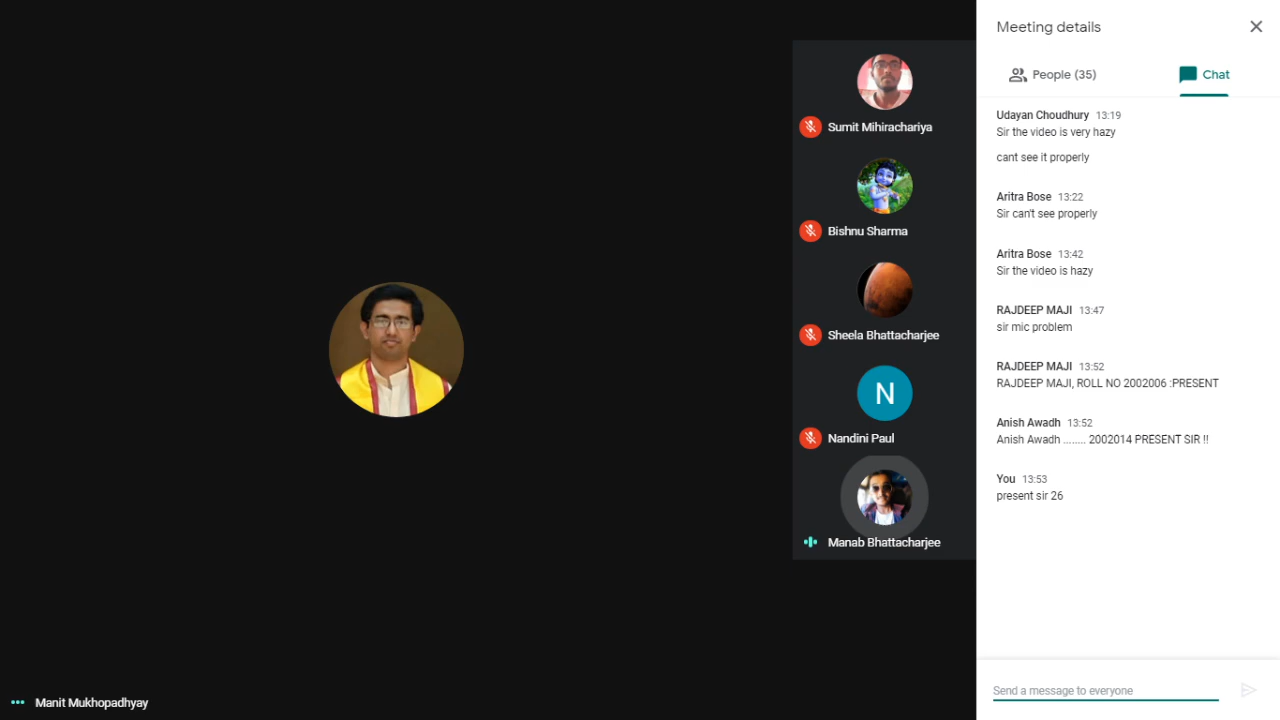 Meeting details
People (35)
Chat
Udayan Choudhury 13:19
Sir the video is very hazy
cant see it properly
Aritra Bose 13:22
Sir can't see properly
Aritra Bose 13:42
Sir the video is hazy
RAJDEEP MAJI 13:47
sir mic problem
RAJDEEP MAJI 13:52
RAJDEEP MAJI, ROLL NO 2002006 :PRESENT
Anish Awadh 13:52
Anish Awadh ........ 2002014 PRESENT SIR !!
You 13:53
present sir 26
Send a message to everyone
Sumit Mihirachariya
Bishnu Sharma
Sheela Bhattacharjee
N
Nandini Paul
Manab Bhattacharjee
Manit Mukhopadhyay